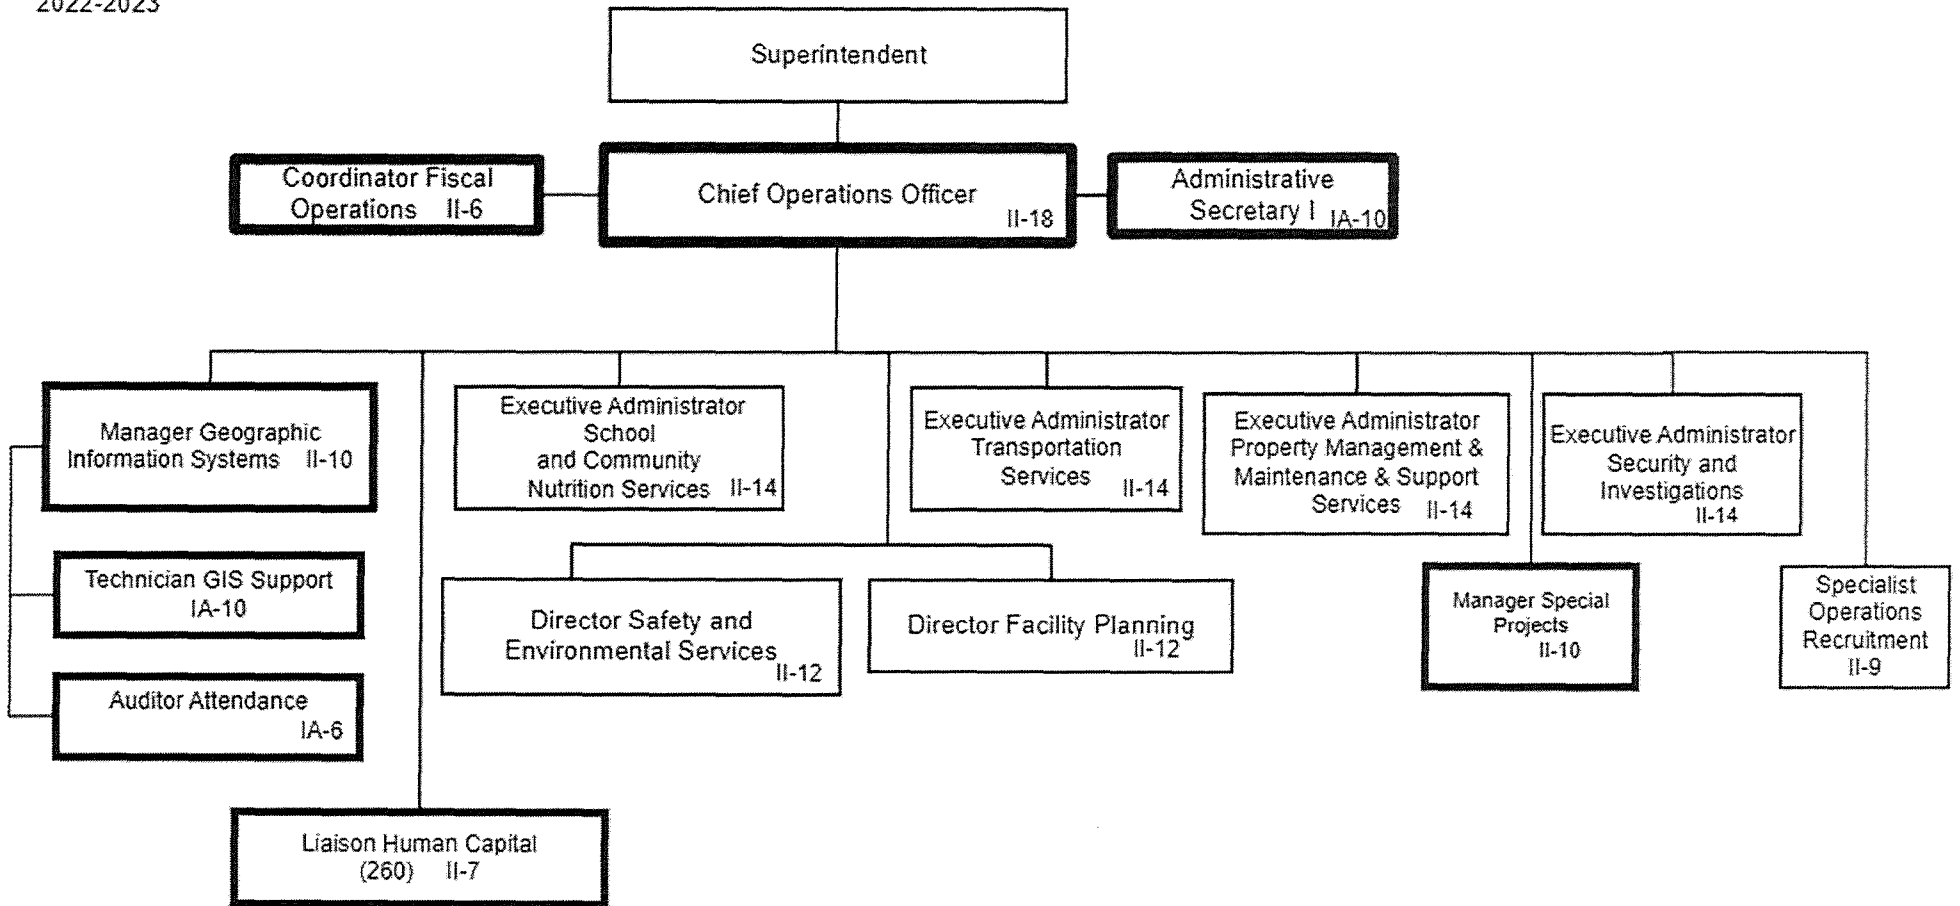 2022-2023
Superintendent
Coordinator Fiscal
Operations II-6
Chief Operations Officer
II-18
Administrative
Secretary I IA-10
Manager Geographic
Information Systems II-10
Executive Administrator
School
and Community
Nutrition Services II-14
Executive Administrator
Transportation
Services
II-14
Executive Administrator
Property Management &
Maintenance & Support
Services II-14
Executive Administrator
Security and
Investigations
II-14
Technician GIS Support
IA-10
Director Safety and
Environmental Services
II-12
Director Facility Planning
II-12
Manager Special
Projects
II-10
Specialist
Operations
Recruitment
II-9
Auditor Attendance
IA-6
Liaison Human Capital
(260) II-7